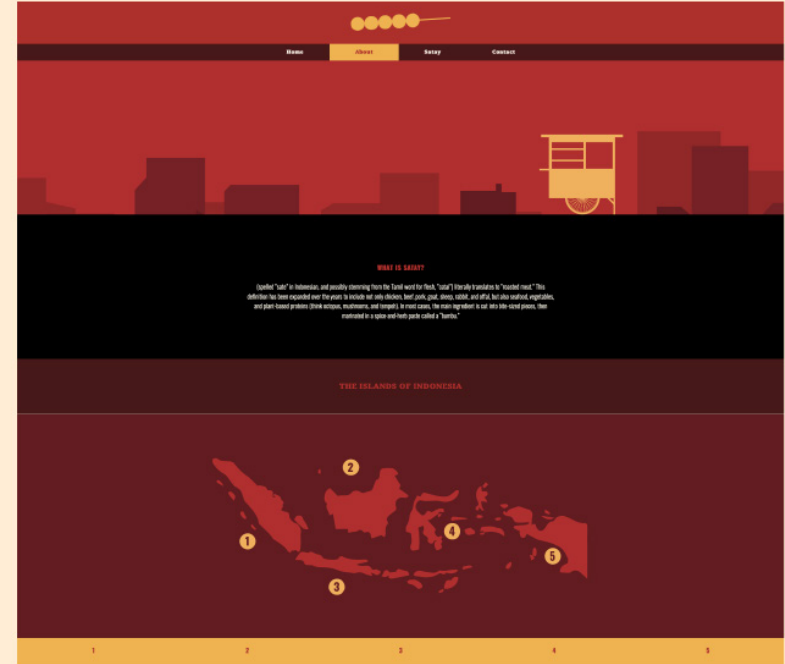 Home About Satay Contact
WHAT IS SATAY?
(spelled "sate" in Indonesian, and possibly stemming from the Tamil word for flesh, "catai") literally translates to "roasted meat." This
definition has been expanded over the years to include not only chicken, beef, pork, goat, sheep, rabbit, and offal, but also seafood, vegetables,
and plant-based proteins (think octopus, mushrooms, and tempeh). In most cases, the main ingredient is cut into bite-sized pieces, then
marinated in a spice-and-herb paste called a "bumbu."
THE ISLANDS OF INDONESIA
2
4
1
5
3
1 2 3 4 5